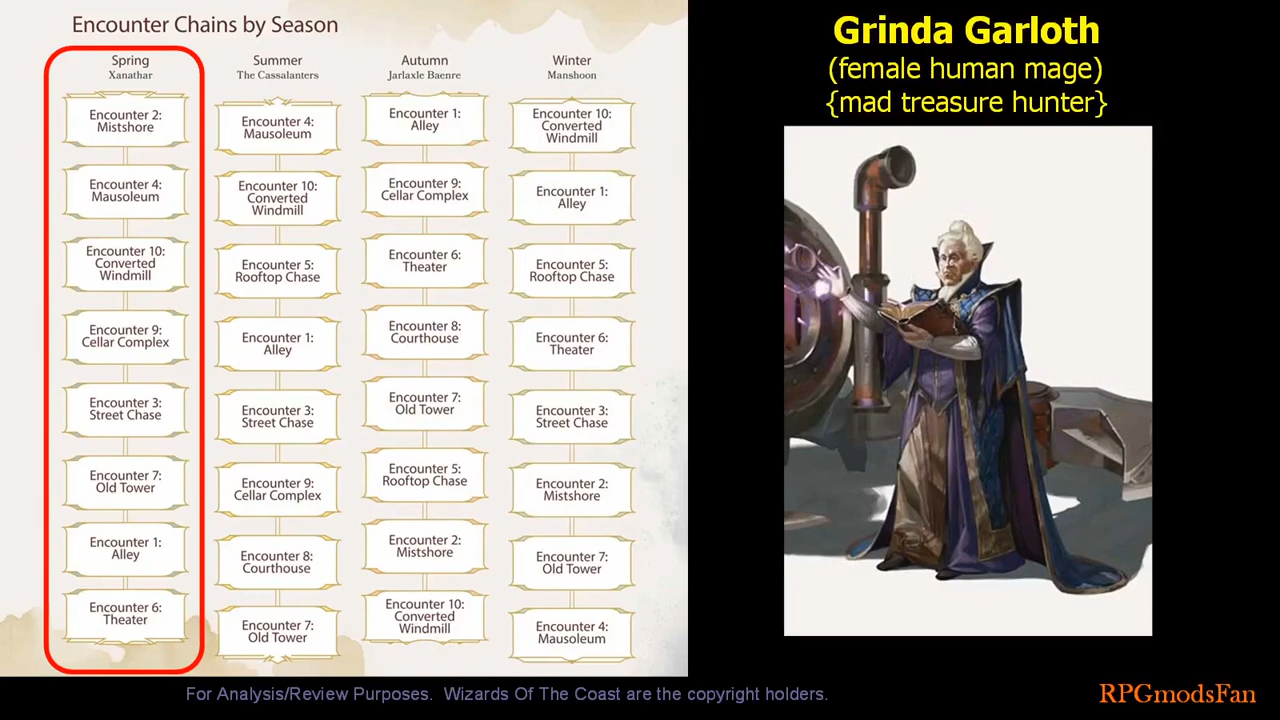 Encounter Chains by Season
Spring
Xanathar
Encounter 2:
Mistshore
Encounter 4:
Mausoleum
Encounter 10:
Converted
Windmill
Encounter 9:
Cellar Complex
Encounter 3:
Street Chase
Encounter 7:
Old Tower
Encounter 1:
Alley
Encounter 6:
Theater
Summer
The Cassalanters
Encounter 4:
Mausoleum
Encounter 10:
Converted
Windmill
Encounter 5:
Rooftop Chase
Encounter 1:
Alley
Encounter 3:
Street Chase
Encounter 9:
Cellar Complex
Encounter 8:
Courthouse
Encounter 7:
Old Tower
Autumn
Jarlaxle Baenre
Encounter 1:
Alley
Encounter 9:
Cellar Complex
Encounter 6:
Theater
Encounter 8:
Courthouse
Encounter 7:
Old Tower
Encounter 5:
Rooftop Chase
Encounter 2:
Mistshore
Encounter 10:
Converted
Windmill
Winter
Manshoon
Encounter 10:
Converted
Windmill
Encounter 1:
Alley
Encounter 5:
Rooftop Chase
Encounter 6:
Theater
Encounter 3:
Street Chase
Encounter 2:
Mistshore
Encounter 7:
Old Tower
Encounter 4:
Mausoleum
Grinda Garloth
(female human mage)
{mad treasure hunter}
For Analysis/Review Purposes. Wizards Of The Coast are the copyright holders.
RPGmodsFan